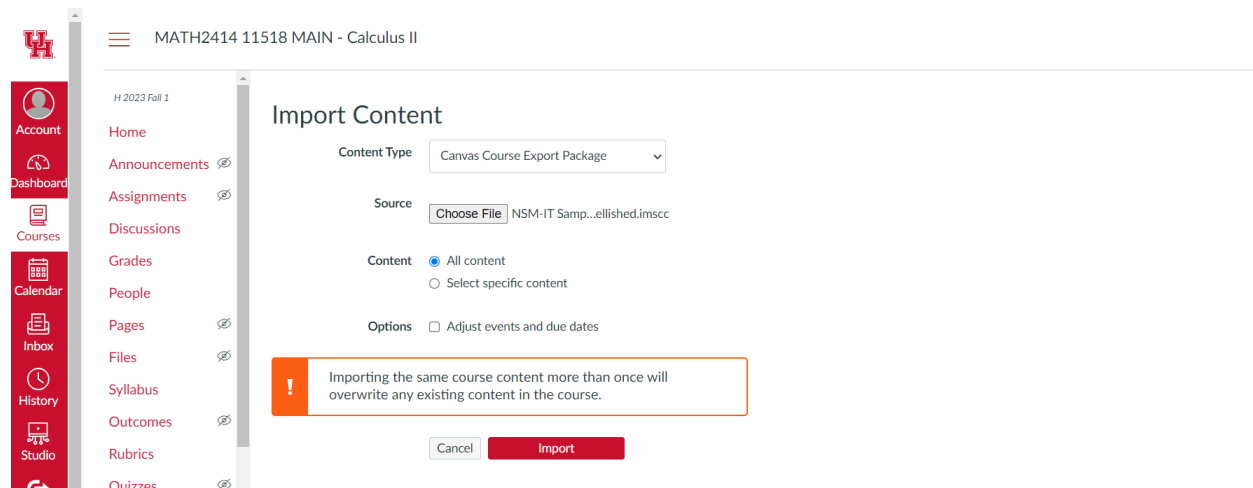 UH
MATH2414 11518 MAIN - Calculus II
Account
Dashboard
Courses
Calendar
Inbox
History
Studio
H 2023 Fall 1
Home
Announcements
Assignments
Discussions
Grades
People
Pages
Files
Syllabus
Outcomes
Rubrics
Quizzes
Import Content
Content Type Canvas Course Export Package
Source Choose File NSM-IT Samp...ellished.imscc
Content All content
Select specific content
Options Adjust events and due dates
! Importing the same course content more than once will
overwrite any existing content in the course.
Cancel Import